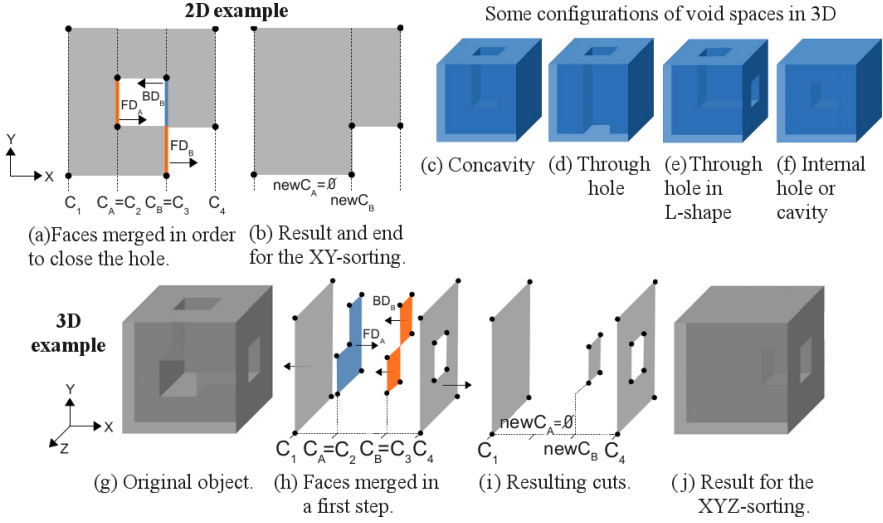 2D example
Some configurations of void spaces in 3D
BD_B
FD_A
FD_B
Y
X
C_1 C_A=C_2 C_B=C_3 C_4
newC_A=∅
newC_B
(a)Faces merged in order
to close the hole.
(b) Result and end
for the XY-sorting.
(c) Concavity
(d) Through
hole
(e) Through
hole in
L-shape
(f) Internal
hole or
cavity
3D
example
Y
X
Z
BD_B
FD_A
C_1 C_A=C_2 C_B=C_3 C_4
newC_A=∅
C_1 newC_B C_4
(g) Original object.
(h) Faces merged in
a first step.
(i) Resulting cuts.
(j) Result for the
XYZ-sorting.